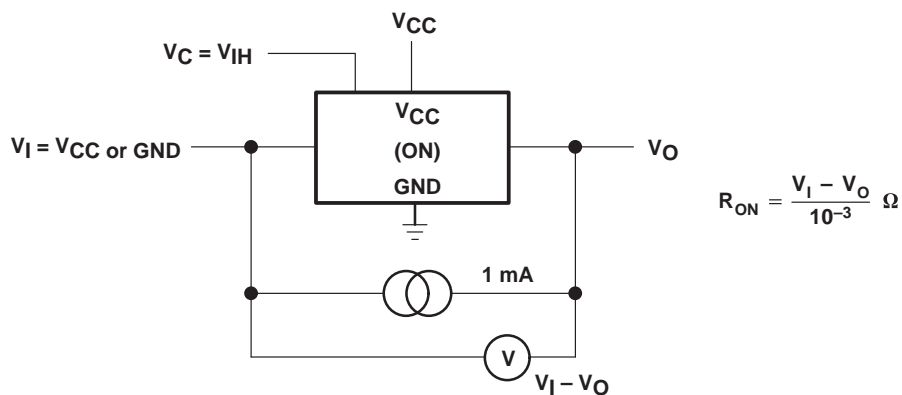 VCC
VC = VIH
VCC
(ON)
GND
VI = VCC or GND
VO
RON = VI – VO / 10–3 Ω
1 mA
V
VI – VO